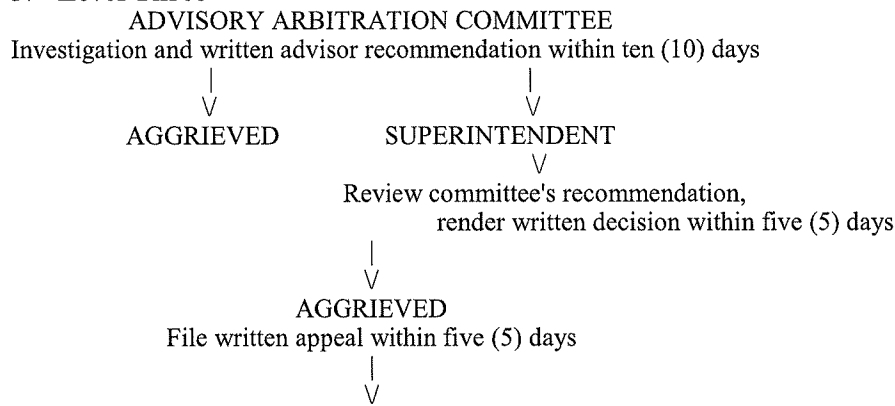 ADVISORY ARBITRATION COMMITTEE
Investigation and written advisor recommendation within ten (10) days
| |
\/ \/
AGGRIEVED SUPERINTENDENT
\/
Review committee's recommendation,
render written decision within five (5) days
|
\/
AGGRIEVED
File written appeal within five (5) days
|
\/